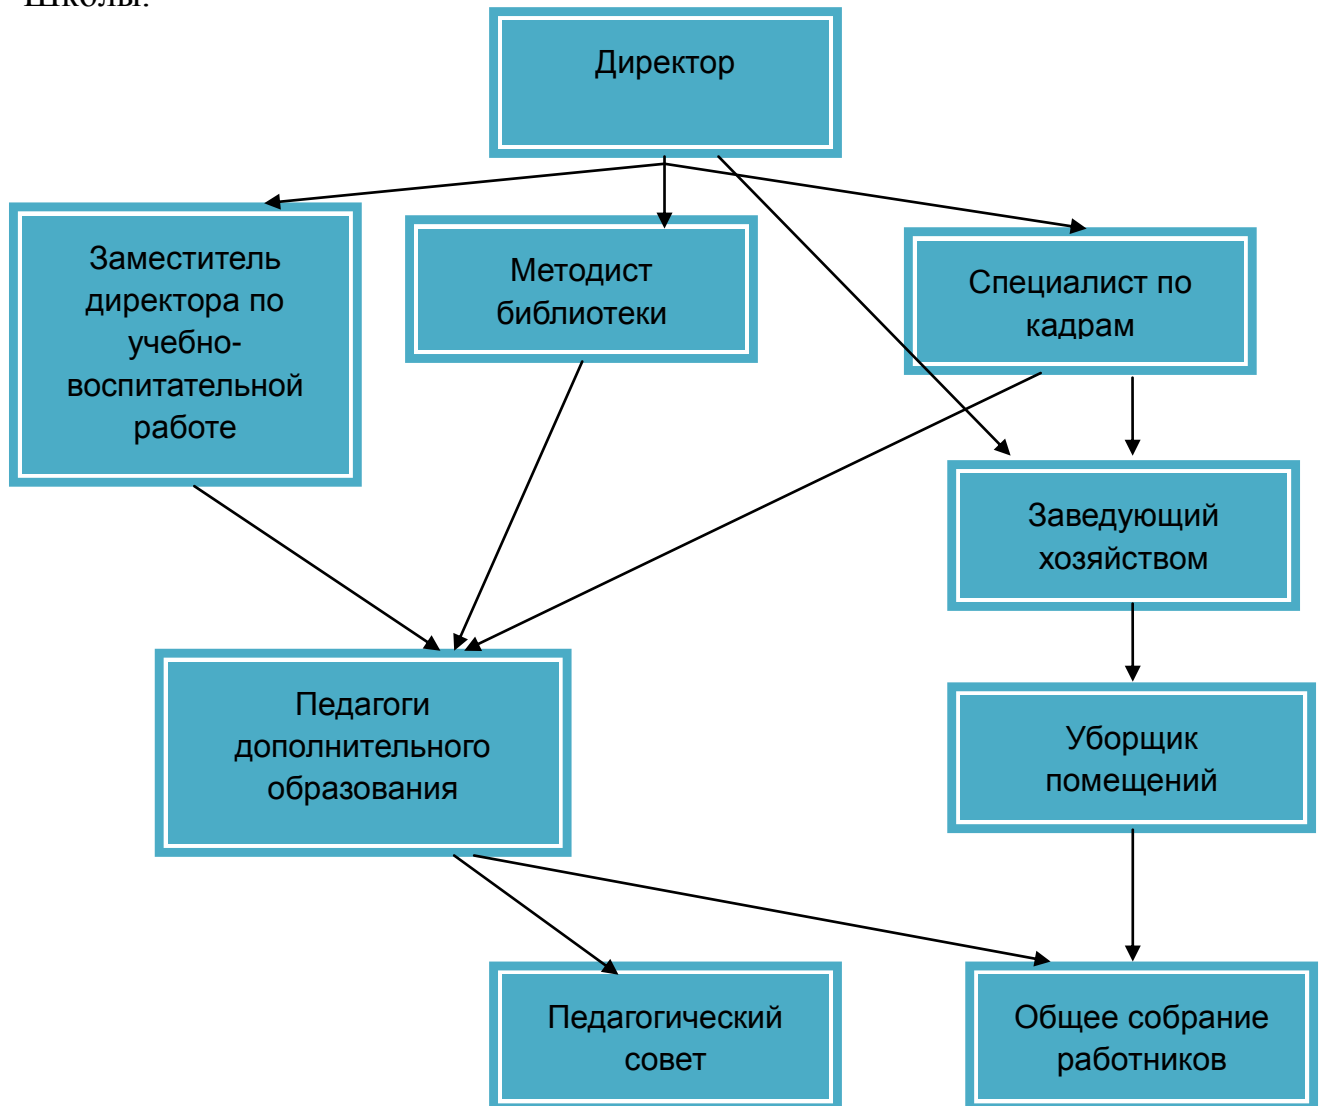 Школы.
Директор
Заместитель
директора по
учебно-
воспитательной
работе
Методист
библиотеки
Специалист по
кадрам
Заведующий
хозяйством
Педагоги
дополнительного
образования
Уборщик
помещений
Педагогический
совет
Общее собрание
работников